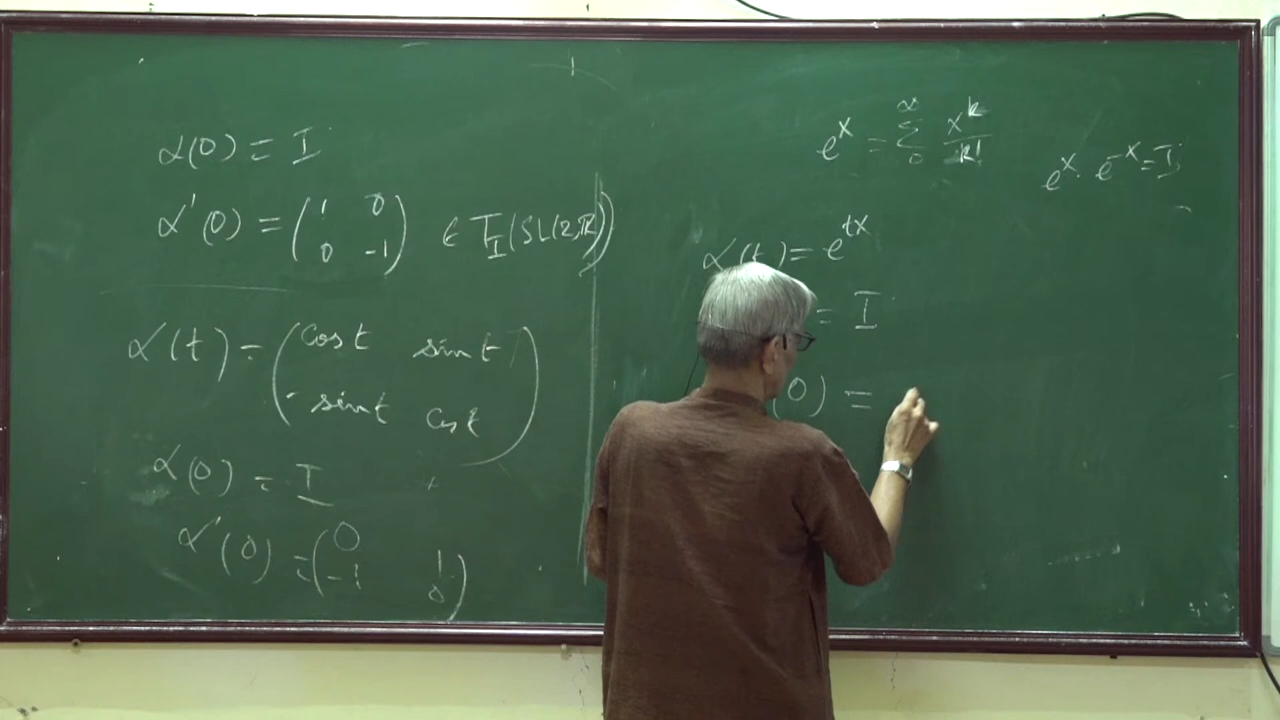 α(0) = I
α'(0) = (1 0
0 -1) ∈ T_I(SL(2,ℝ))
α(t) = (cos t sin t
- sin t cos t)
α(0) = I
α'(0) = (0 1
-1 0)
e^X = ∑_0^∞ X^k / k!
e^X · e^-X = I
α(t) = e^tX
= I
(0) =